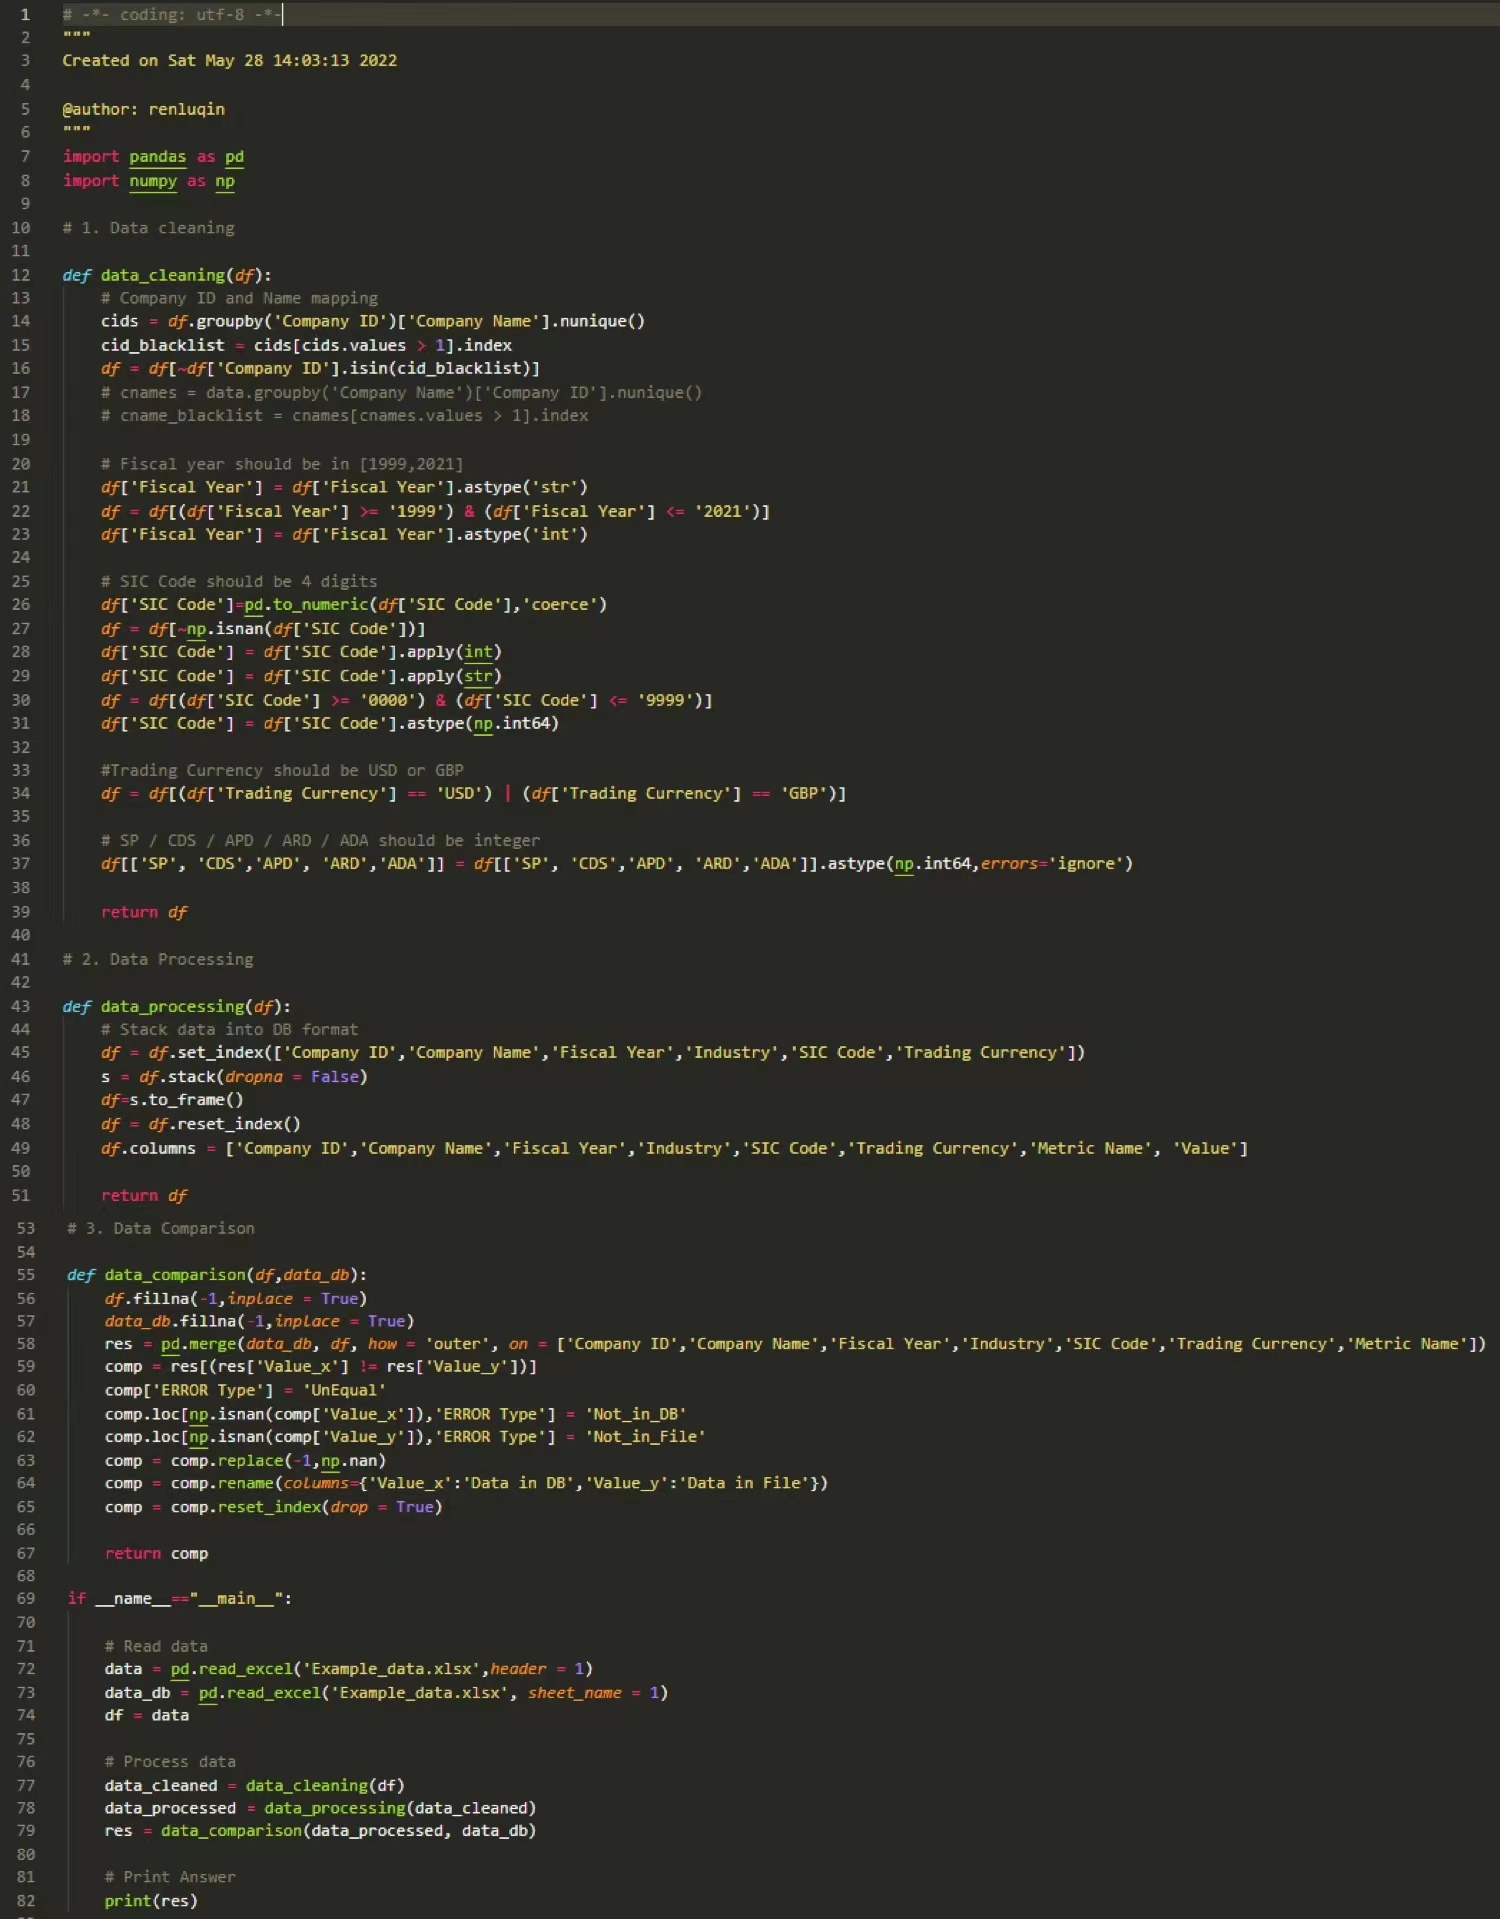 1 # -*- coding: utf-8 -*-
2 """
3 Created on Sat May 28 14:03:13 2022
4
5 @author: renluqin
6 """
7 import pandas as pd
8 import numpy as np
9
10 # 1. Data cleaning
11
12 def data_cleaning(df):
13     # Company ID and Name mapping
14     cids = df.groupby('Company ID')['Company Name'].nunique()
15     cid_blacklist = cids[cids.values > 1].index
16     df = df[~df['Company ID'].isin(cid_blacklist)]
17     # cnames = data.groupby('Company Name')['Company ID'].nunique()
18     # cname_blacklist = cnames[cnames.values > 1].index
19
20     # Fiscal year should be in [1999,2021]
21     df['Fiscal Year'] = df['Fiscal Year'].astype('str')
22     df = df[(df['Fiscal Year'] >= '1999') & (df['Fiscal Year'] <= '2021')]
23     df['Fiscal Year'] = df['Fiscal Year'].astype('int')
24
25     # SIC Code should be 4 digits
26     df['SIC Code']=pd.to_numeric(df['SIC Code'],'coerce')
27     df = df[~np.isnan(df['SIC Code'])]
28     df['SIC Code'] = df['SIC Code'].apply(int)
29     df['SIC Code'] = df['SIC Code'].apply(str)
30     df = df[(df['SIC Code'] >= '0000') & (df['SIC Code'] <= '9999')]
31     df['SIC Code'] = df['SIC Code'].astype(np.int64)
32
33     #Trading Currency should be USD or GBP
34     df = df[(df['Trading Currency'] == 'USD') | (df['Trading Currency'] == 'GBP')]
35
36     # SP / CDS / APD / ARD / ADA should be integer
37     df[['SP', 'CDS','APD', 'ARD','ADA']] = df[['SP', 'CDS','APD', 'ARD','ADA']].astype(np.int64,errors='ignore')
38
39     return df
40
41 # 2. Data Processing
42
43 def data_processing(df):
44     # Stack data into DB format
45     df = df.set_index(['Company ID','Company Name','Fiscal Year','Industry','SIC Code','Trading Currency'])
46     s = df.stack(dropna = False)
47     df=s.to_frame()
48     df = df.reset_index()
49     df.columns = ['Company ID','Company Name','Fiscal Year','Industry','SIC Code','Trading Currency','Metric Name', 'Value']
50
51     return df
53 # 3. Data Comparison
54
55 def data_comparison(df,data_db):
56     df.fillna(-1,inplace = True)
57     data_db.fillna(-1,inplace = True)
58     res = pd.merge(data_db, df, how = 'outer', on = ['Company ID','Company Name','Fiscal Year','Industry','SIC Code','Trading Currency','Metric Name'])
59     comp = res[(res['Value_x'] != res['Value_y'])]
60     comp['ERROR Type'] = 'UnEqual'
61     comp.loc[np.isnan(comp['Value_x']),'ERROR Type'] = 'Not_in_DB'
62     comp.loc[np.isnan(comp['Value_y']),'ERROR Type'] = 'Not_in_File'
63     comp = comp.replace(-1,np.nan)
64     comp = comp.rename(columns={'Value_x':'Data in DB','Value_y':'Data in File'})
65     comp = comp.reset_index(drop = True)
66
67     return comp
68
69 if __name__=="__main__":
70
71     # Read data
72     data = pd.read_excel('Example_data.xlsx',header = 1)
73     data_db = pd.read_excel('Example_data.xlsx', sheet_name = 1)
74     df = data
75
76     # Process data
77     data_cleaned = data_cleaning(df)
78     data_processed = data_processing(data_cleaned)
79     res = data_comparison(data_processed, data_db)
80
81     # Print Answer
82     print(res)